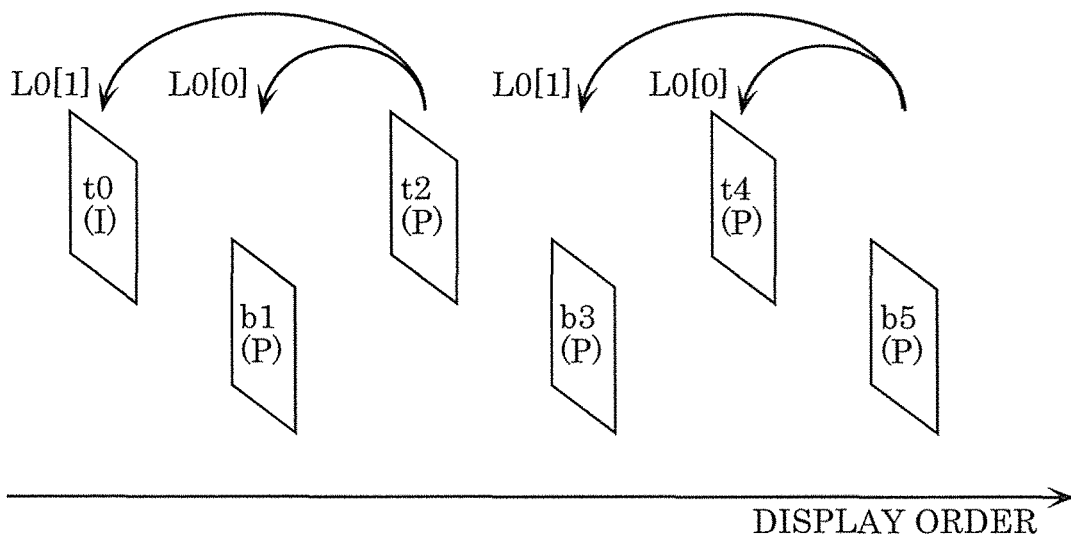 L0[1] L0[0] L0[1] L0[0]
t0 t2 t4
(I) (P) (P)
b1 b3 b5
(P) (P) (P)
DISPLAY ORDER